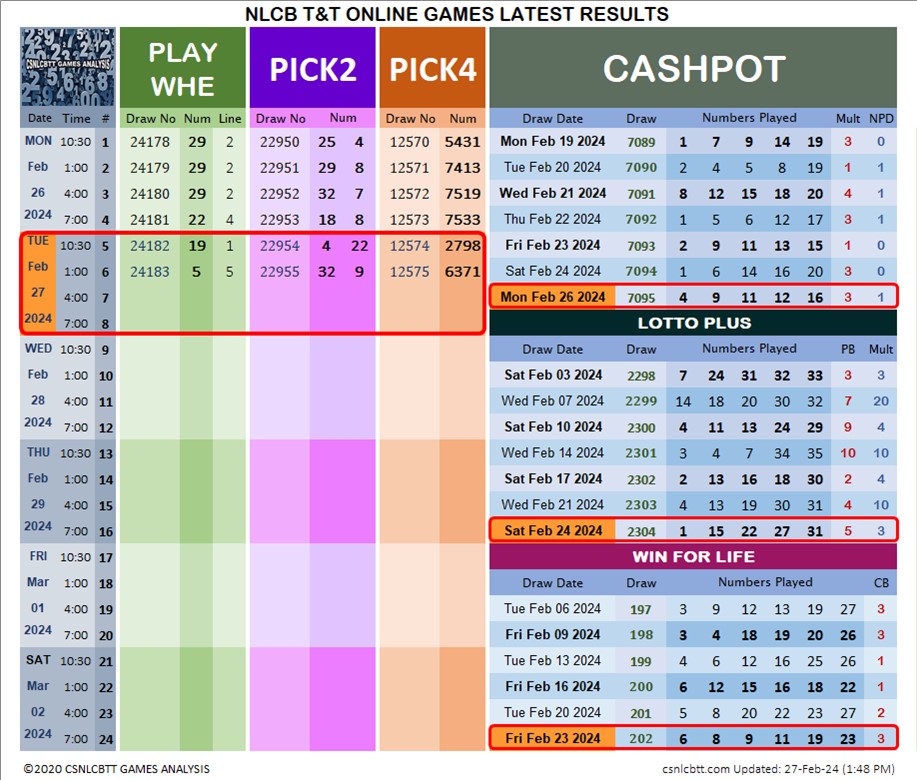 NLCB T&T ONLINE GAMES LATEST RESULTS
CSNLCBTT GAMES ANALYSIS
PLAY WHE PICK2 PICK4
Date Time # Draw No Num Line Draw No Num Draw No Num
MON 10:30 1 24178 29 2 22950 25 4 12570 5431
Feb 1:00 2 24179 29 2 22951 29 8 12571 7413
26 4:00 3 24180 29 2 22952 32 7 12572 7519
2024 7:00 4 24181 22 4 22953 18 8 12573 7533
TUE 10:30 5 24182 19 1 22954 4 22 12574 2798
Feb 1:00 6 24183 5 5 22955 32 9 12575 6371
27 4:00 7
2024 7:00 8
WED 10:30 9
Feb 1:00 10
28 4:00 11
2024 7:00 12
THU 10:30 13
Feb 1:00 14
29 4:00 15
2024 7:00 16
FRI 10:30 17
Mar 1:00 18
01 4:00 19
2024 7:00 20
SAT 10:30 21
Mar 1:00 22
02 4:00 23
2024 7:00 24
CASHPOT
Draw Date Draw Numbers Played Mult NPD
Mon Feb 19 2024 7089 1 7 9 14 19 3 0
Tue Feb 20 2024 7090 2 4 5 8 19 1 1
Wed Feb 21 2024 7091 8 12 15 18 20 4 1
Thu Feb 22 2024 7092 1 5 6 12 17 3 1
Fri Feb 23 2024 7093 2 9 11 13 15 1 0
Sat Feb 24 2024 7094 1 6 14 16 20 3 0
Mon Feb 26 2024 7095 4 9 11 12 16 3 1
LOTTO PLUS
Draw Date Draw Numbers Played PB Mult
Sat Feb 03 2024 2298 7 24 31 32 33 3 3
Wed Feb 07 2024 2299 14 18 20 30 32 7 20
Sat Feb 10 2024 2300 4 11 13 24 29 9 4
Wed Feb 14 2024 2301 3 4 7 34 35 10 10
Sat Feb 17 2024 2302 2 13 16 18 30 2 4
Wed Feb 21 2024 2303 4 13 19 30 31 4 10
Sat Feb 24 2024 2304 1 15 22 27 31 5 3
WIN FOR LIFE
Draw Date Draw Numbers Played CB
Tue Feb 06 2024 197 3 9 12 13 19 27 3
Fri Feb 09 2024 198 3 4 18 19 20 26 3
Tue Feb 13 2024 199 4 6 12 16 25 26 1
Fri Feb 16 2024 200 6 12 15 16 18 22 1
Tue Feb 20 2024 201 5 8 20 22 23 27 2
Fri Feb 23 2024 202 6 8 9 11 19 23 3
©2020 CSNLCBTT GAMES ANALYSIS
csnlcbtt.com Updated: 27-Feb-24 (1:48 PM)